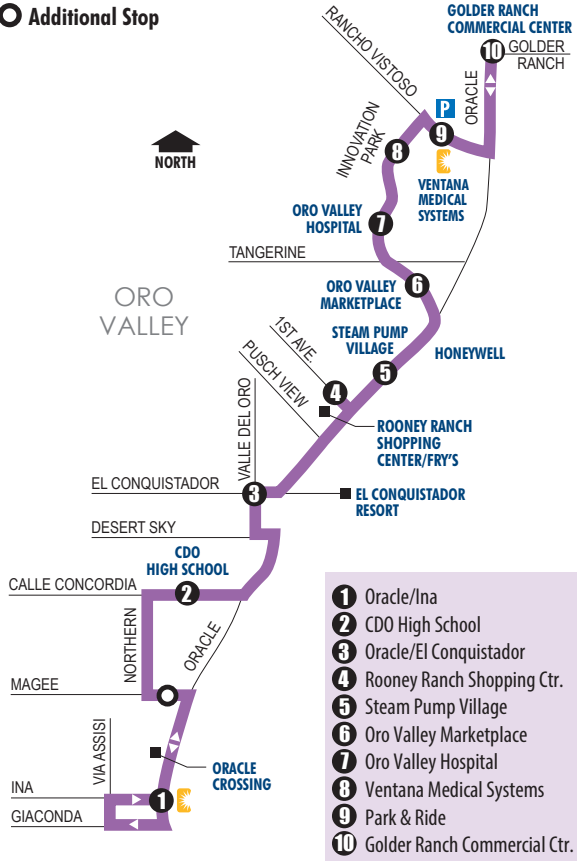 Additional Stop
GOLDER RANCH
COMMERCIAL CENTER
10
GOLDER
RANCH
RANCHO VISTOSO
ORACLE
P
9
INNOVATION
PARK
8
NORTH
VENTANA
MEDICAL
SYSTEMS
ORO VALLEY
HOSPITAL
7
TANGERINE
ORO
VALLEY
ORO VALLEY
MARKETPLACE
6
1ST AVE.
STEAM PUMP
VILLAGE
HONEYWELL
PUSCH VIEW
5
4
VALLE DEL ORO
ROONEY RANCH
SHOPPING
CENTER/FRY'S
EL CONQUISTADOR
3
EL CONQUISTADOR
RESORT
DESERT SKY
CDO
HIGH SCHOOL
CALLE CONCORDIA
2
NORTHERN
ORACLE
MAGEE
VIA ASSISI
ORACLE
CROSSING
INA
1
GIACONDA
1 Oracle/Ina
2 CDO High School
3 Oracle/El Conquistador
4 Rooney Ranch Shopping Ctr.
5 Steam Pump Village
6 Oro Valley Marketplace
7 Oro Valley Hospital
8 Ventana Medical Systems
9 Park & Ride
10 Golder Ranch Commercial Ctr.